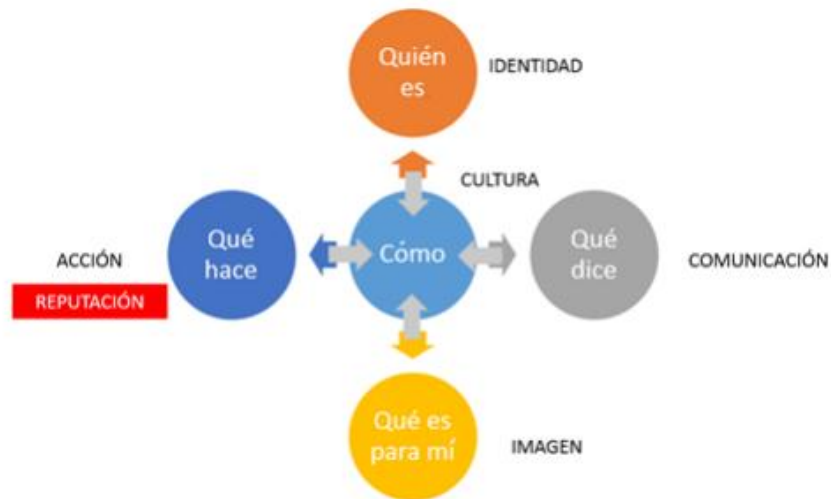 Quién
es
IDENTIDAD
CULTURA
Qué
hace
Cómo
Qué
dice
ACCIÓN
COMUNICACIÓN
REPUTACIÓN
Qué es
para mí
IMAGEN